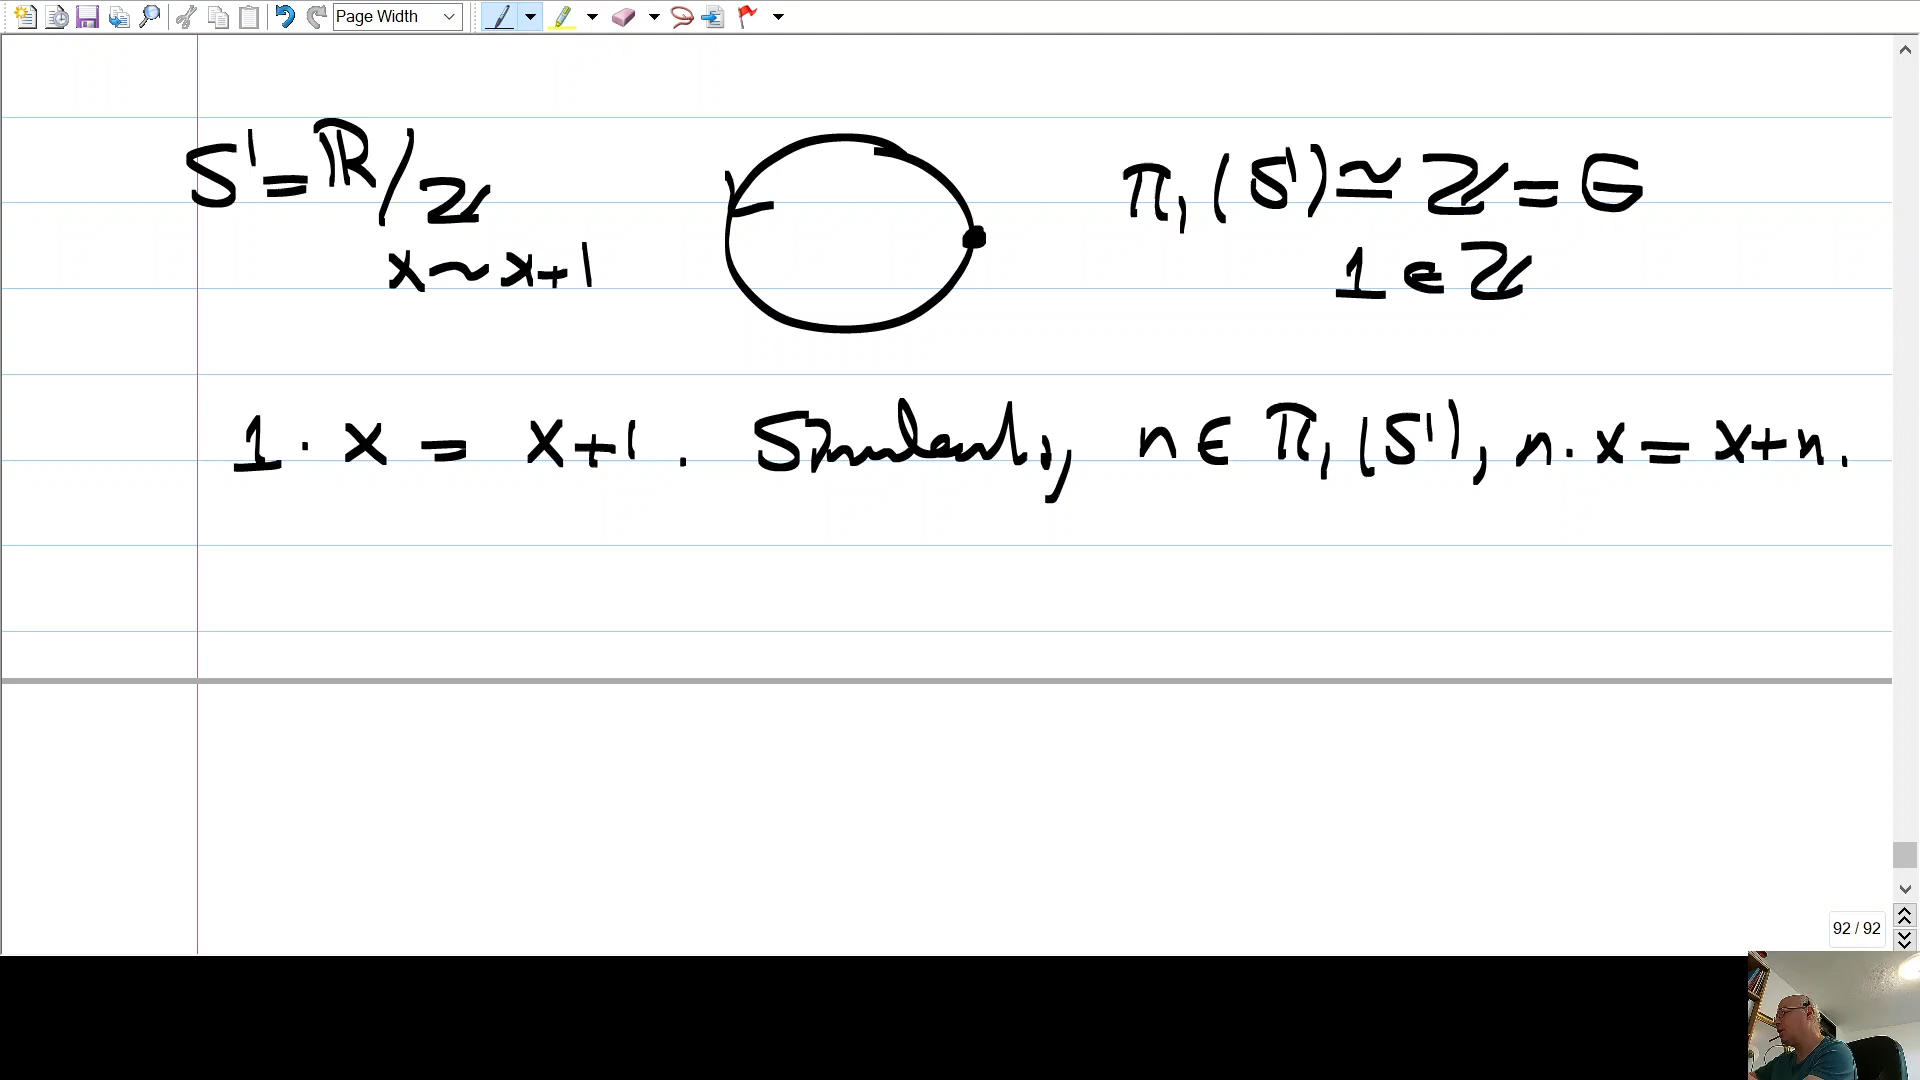 Page Width
S¹ = ℝ/ℤ
x ~ x+1
π₁(S¹) ≃ ℤ = G
1 ∈ ℤ
1 · x = x+1. Similarly, n ∈ π₁(S¹), n · x = x+n.
92 / 92